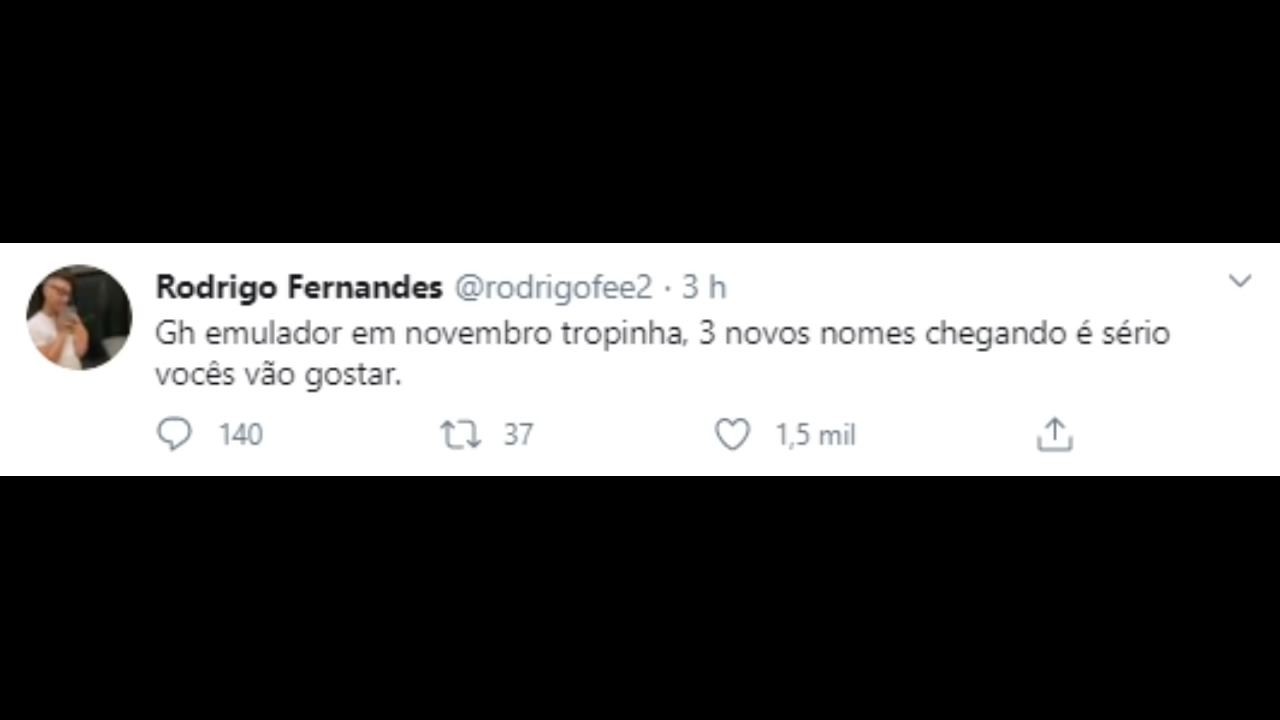 Rodrigo Fernandes @rodrigofee2 · 3 h
Gh emulador em novembro tropinha, 3 novos nomes chegando é sério
vocês vão gostar.
140 37 1,5 mil